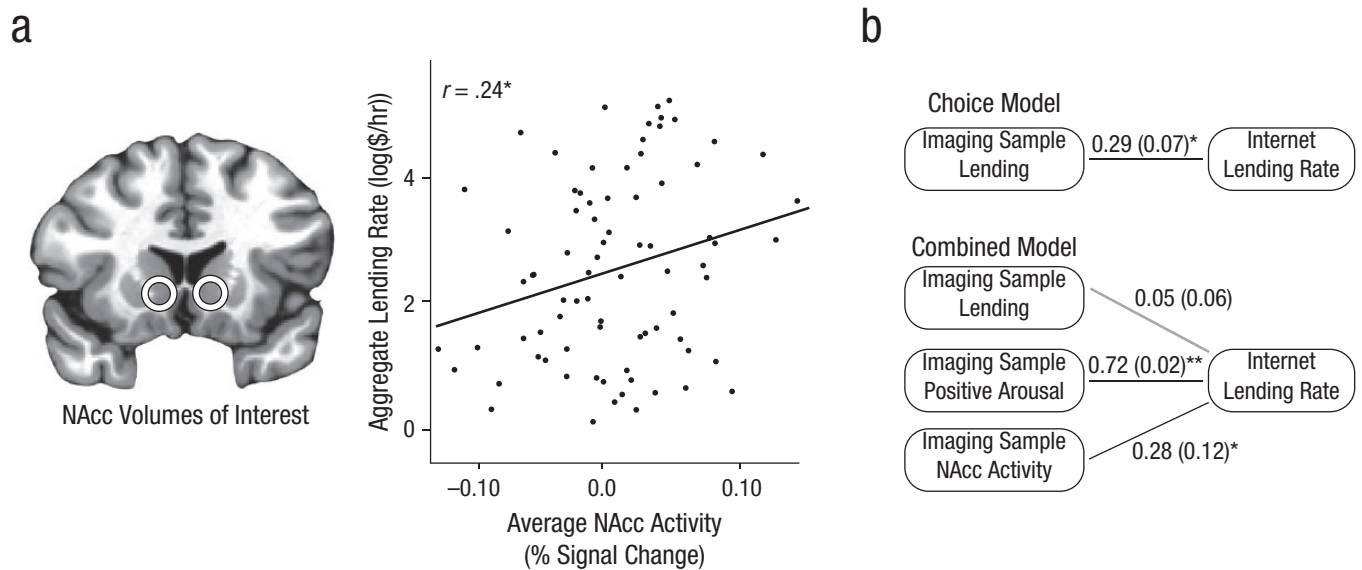 a
NAcc Volumes of Interest
r = .24*
Aggregate Lending Rate (log($/hr))
4
2
0
–0.10
0.0
0.10
Average NAcc Activity
(% Signal Change)
b
Choice Model
Imaging Sample
Lending
0.29 (0.07)*
Internet
Lending Rate
Combined Model
Imaging Sample
Lending
0.05 (0.06)
Imaging Sample
Positive Arousal
0.72 (0.02)**
Internet
Lending Rate
Imaging Sample
NAcc Activity
0.28 (0.12)*